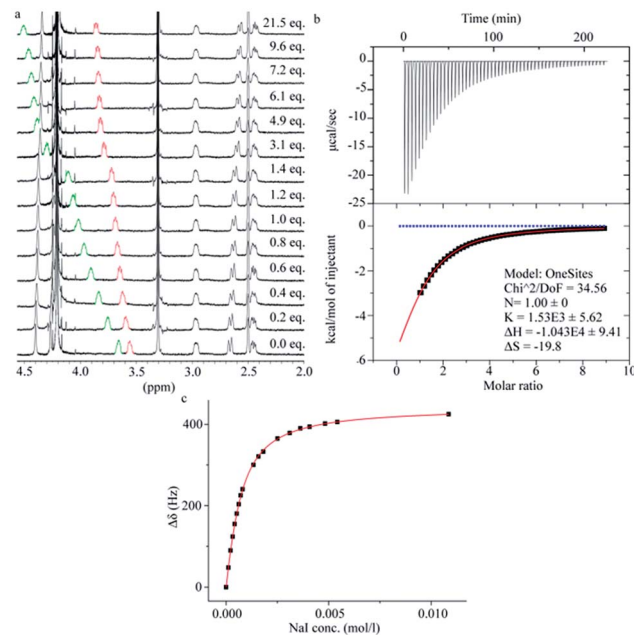 a
21.5 eq.
9.6 eq.
7.2 eq.
6.1 eq.
4.9 eq.
3.1 eq.
1.4 eq.
1.2 eq.
1.0 eq.
0.8 eq.
0.6 eq.
0.4 eq.
0.2 eq.
0.0 eq.
4.5 4.0 3.5 3.0 2.5 2.0
(ppm)
b
Time (min)
0 100 200
0
-5
-10
-15
-20
-25
µcal/sec
0
-2
-4
-6
kcal/mol of injectant
Model: OneSites
Chi^2/DoF = 34.56
N= 1.00 ± 0
K = 1.53E3 ± 5.62
ΔH = -1.043E4 ± 9.41
ΔS = -19.8
0 2 4 6 8 10
Molar ratio
c
400
200
0
Δδ (Hz)
0.000 0.005 0.010
NaI conc. (mol/l)